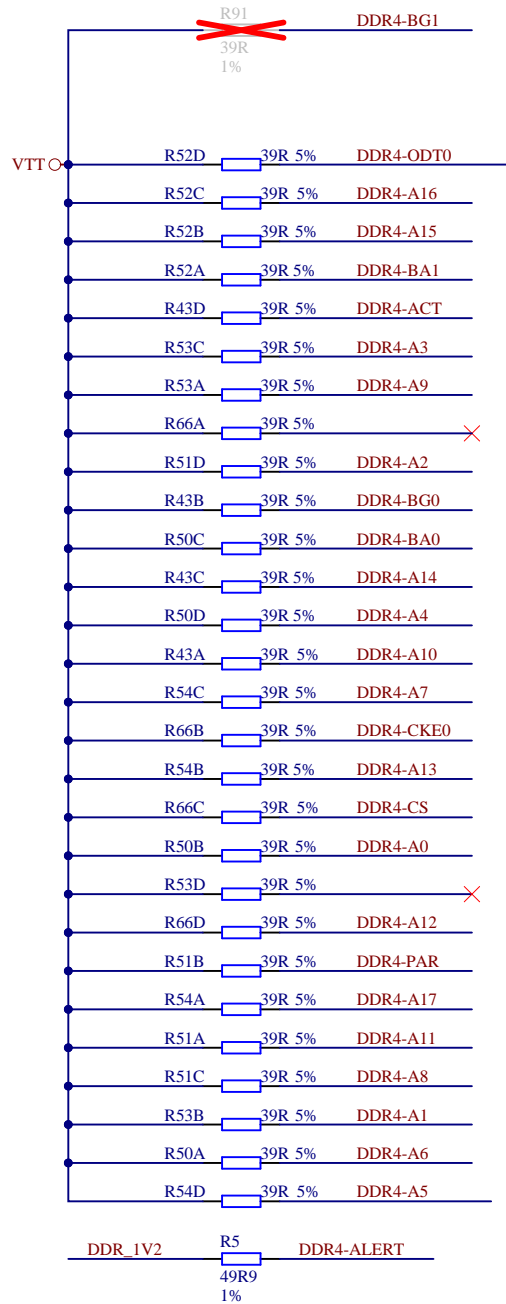 R91 DDR4-BG1
39R
1%
VTT R52D 39R 5% DDR4-ODT0
R52C 39R 5% DDR4-A16
R52B 39R 5% DDR4-A15
R52A 39R 5% DDR4-BA1
R43D 39R 5% DDR4-ACT
R53C 39R 5% DDR4-A3
R53A 39R 5% DDR4-A9
R66A 39R 5%
R51D 39R 5% DDR4-A2
R43B 39R 5% DDR4-BG0
R50C 39R 5% DDR4-BA0
R43C 39R 5% DDR4-A14
R50D 39R 5% DDR4-A4
R43A 39R 5% DDR4-A10
R54C 39R 5% DDR4-A7
R66B 39R 5% DDR4-CKE0
R54B 39R 5% DDR4-A13
R66C 39R 5% DDR4-CS
R50B 39R 5% DDR4-A0
R53D 39R 5%
R66D 39R 5% DDR4-A12
R51B 39R 5% DDR4-PAR
R54A 39R 5% DDR4-A17
R51A 39R 5% DDR4-A11
R51C 39R 5% DDR4-A8
R53B 39R 5% DDR4-A1
R50A 39R 5% DDR4-A6
R54D 39R 5% DDR4-A5
DDR_1V2 R5 DDR4-ALERT
49R9
1%